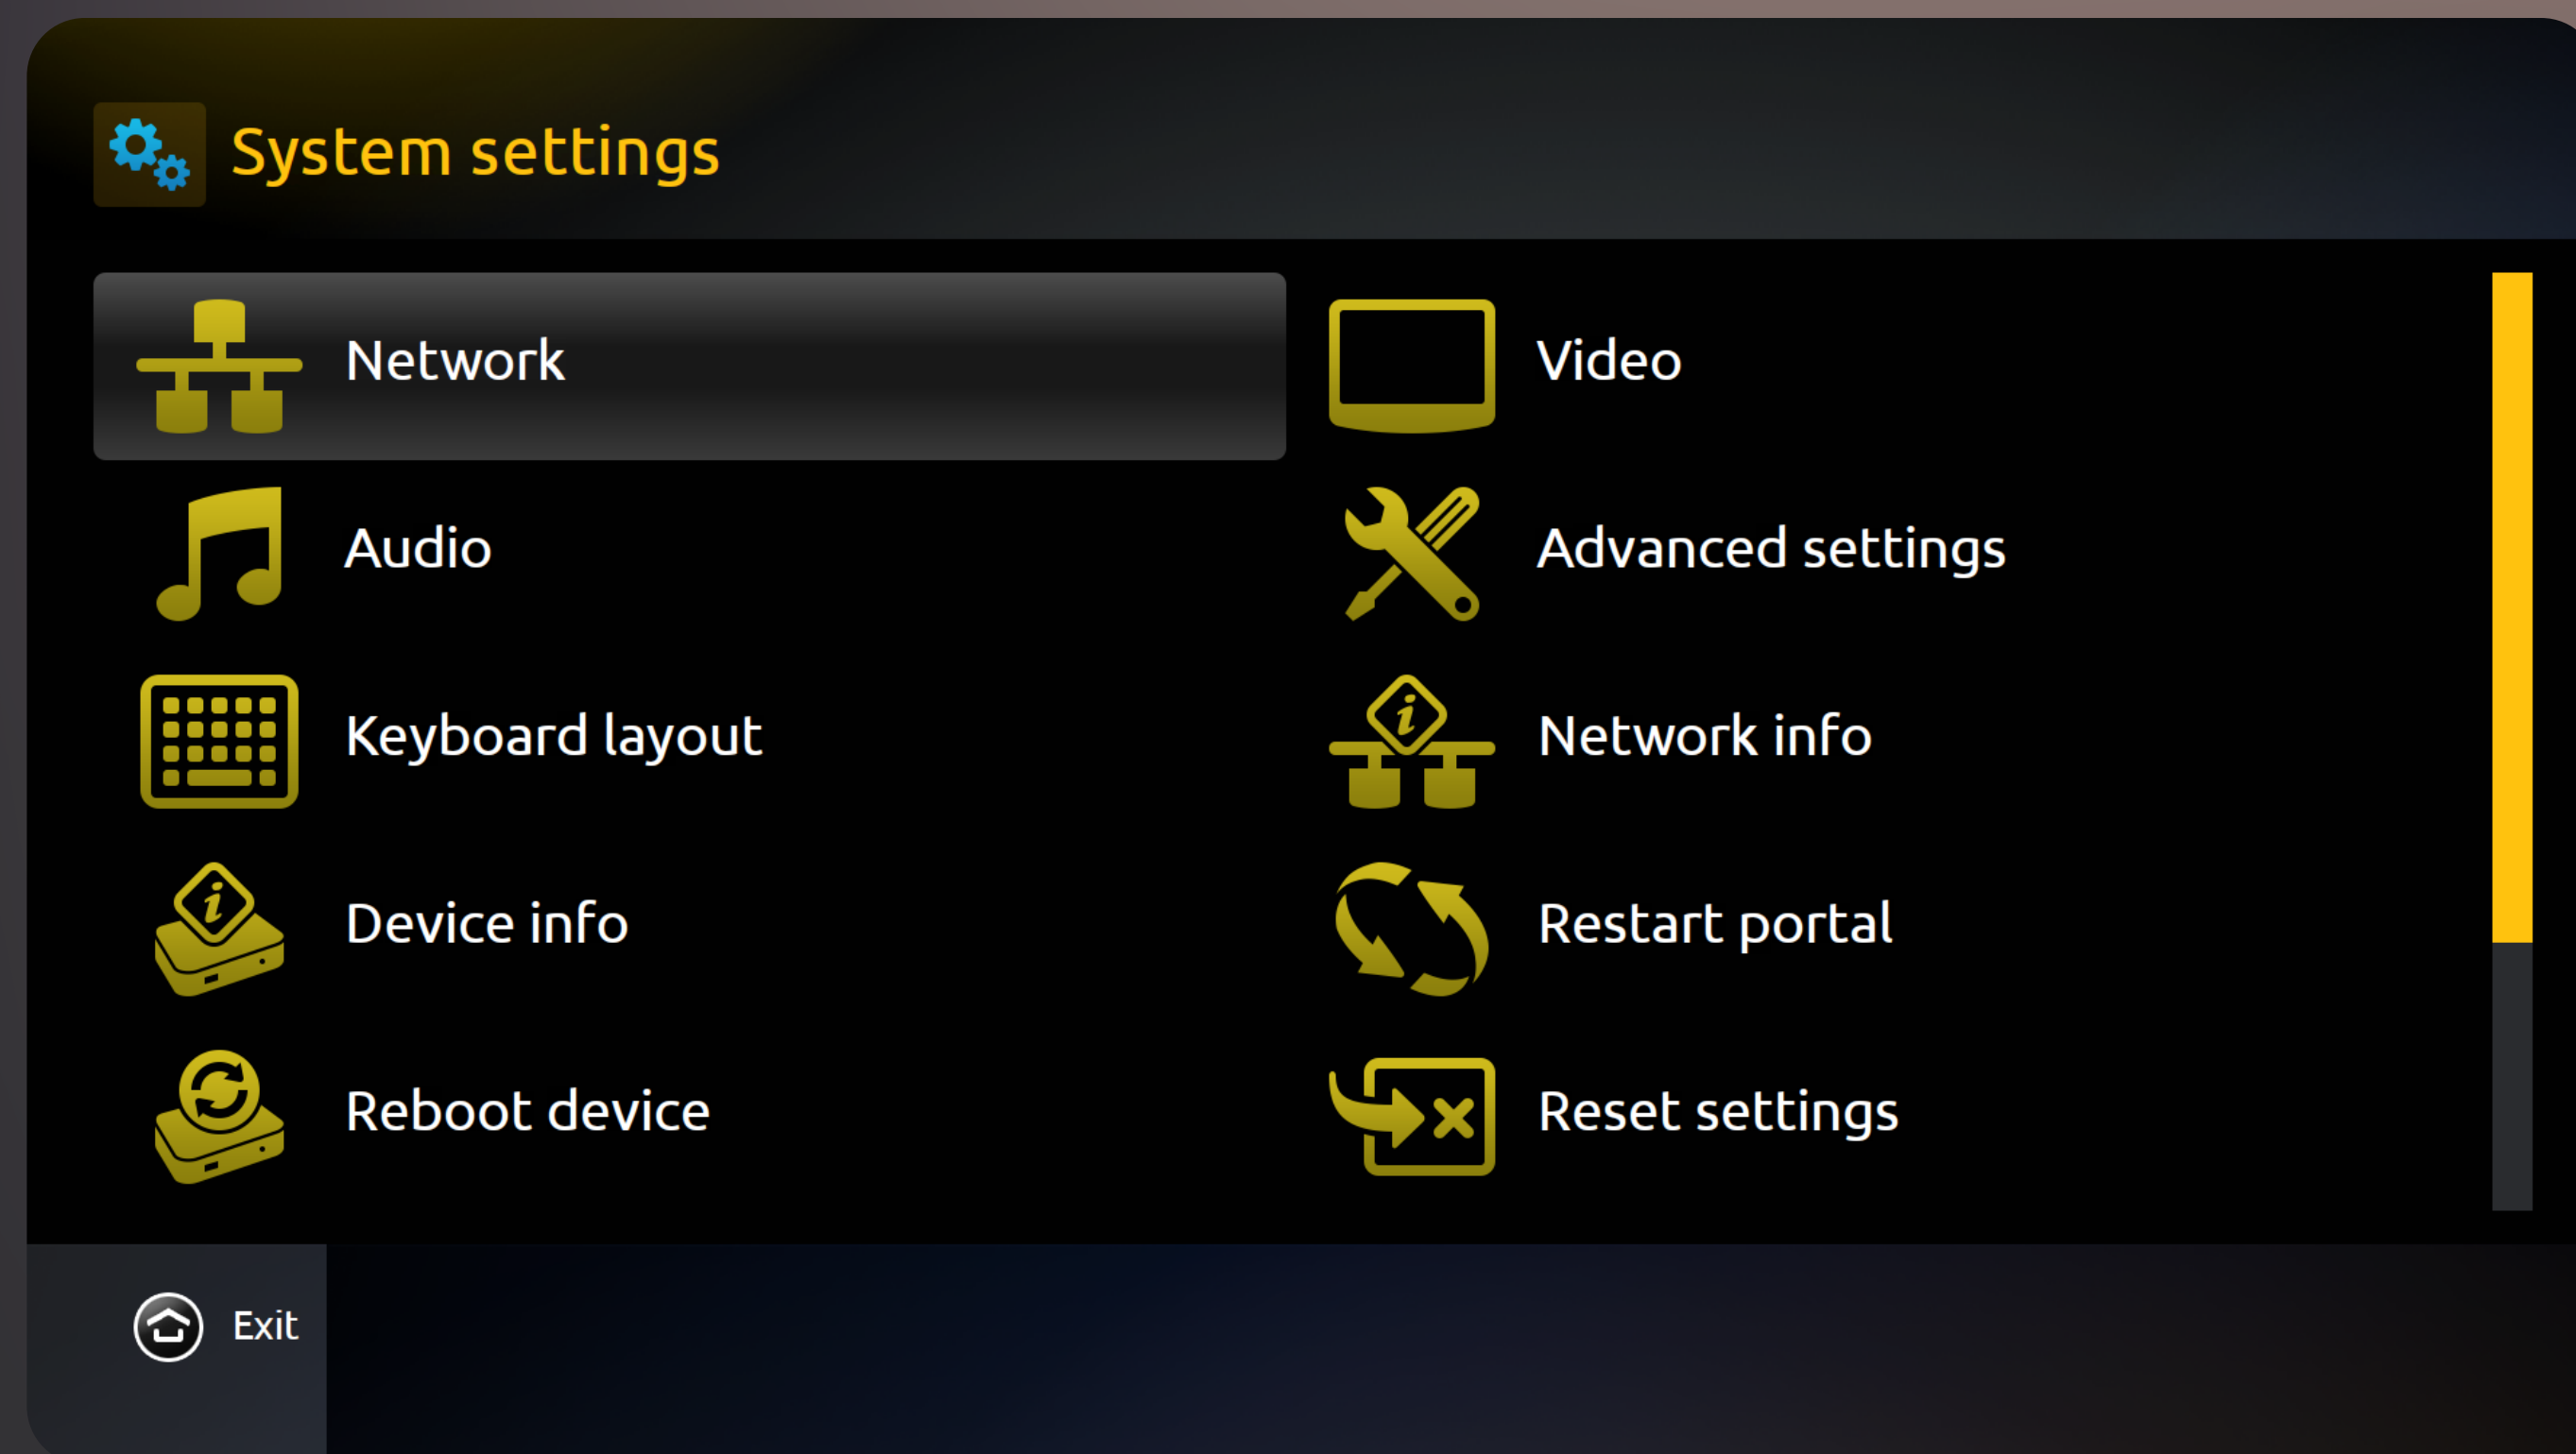 System settings
Network
Video
Audio
Advanced settings
Keyboard layout
Network info
Device info
Restart portal
Reboot device
Reset settings
Exit